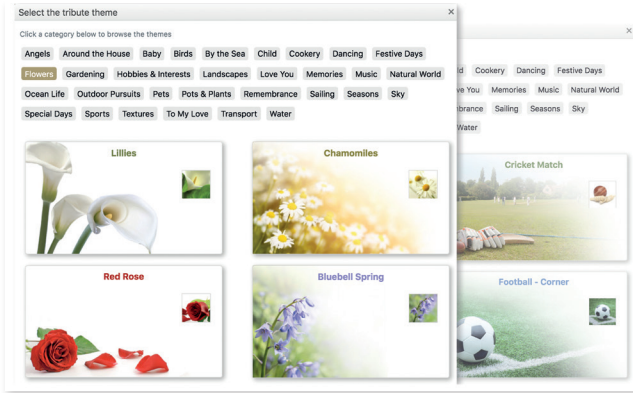 Select the tribute theme ×
Click a category below to browse the themes
Angels Around the House Baby Birds By the Sea Child Cookery Dancing Festive Days
Flowers Gardening Hobbies & Interests Landscapes Love You Memories Music Natural World
Ocean Life Outdoor Pursuits Pets Pots & Plants Remembrance Sailing Seasons Sky
Special Days Sports Textures To My Love Transport Water
Lillies
Chamomiles
Red Rose
Bluebell Spring
×
ld Cookery Dancing Festive Days
ve You Memories Music Natural World
brance Sailing Seasons Sky
Water
Cricket Match
Football - Corner